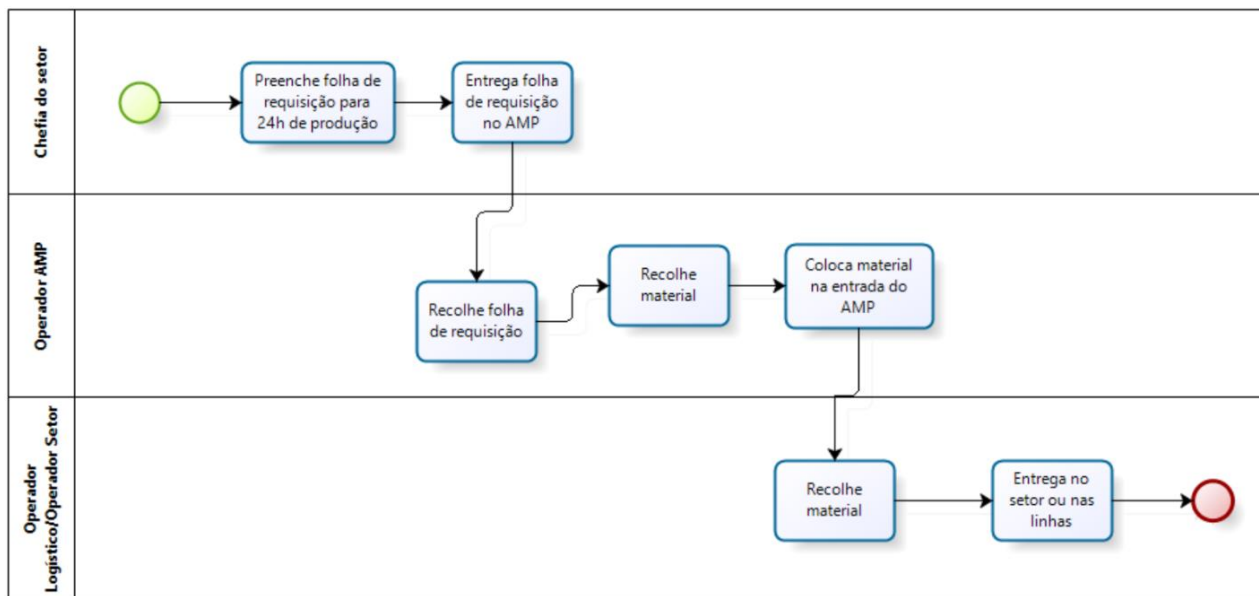 Chefia do setor
Preenche folha de
requisição para
24h de produção
Entrega folha
de requisição
no AMP
Operador AMP
Recolhe folha
de requisição
Recolhe
material
Coloca material
na entrada do
AMP
Operador
Logístico/Operador Setor
Recolhe
material
Entrega no
setor ou nas
linhas